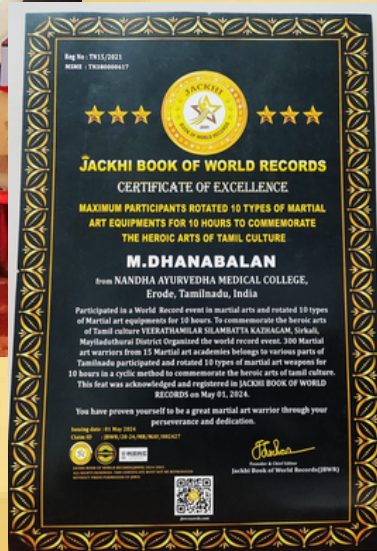 Reg No : TN15/2021
MSME : TN380000617
JACKHI
BOOK OF WORLD RECORD
JACKHI BOOK OF WORLD RECORDS
CERTIFICATE OF EXCELLENCE
MAXIMUM PARTICIPANTS ROTATED 10 TYPES OF MARTIAL
ART EQUIPMENTS FOR 10 HOURS TO COMMEMORATE
THE HEROIC ARTS OF TAMIL CULTURE
M.DHANABALAN
from NANDHA AYURVEDHA MEDICAL COLLEGE,
Erode, Tamilnadu, India
Participated in a World Record event in martial arts and rotated 10 types
of Martial art equipments for 10 hours. To commemorate the heroic arts
of Tamil culture VEERATHAMILAR SILAMBATTA KAZHAGAM, Sirkali,
Mayiladuthurai District Organized the world record event. 300 Martial
art warriors from 15 Martial art academies belongs to various parts of
Tamilnadu participated and rotated 10 types of martial art weapons for
10 hours in a cyclic method to commemorate the heroic arts of tamil culture.
This feat was acknowledged and registered in JACKHI BOOK OF WORLD
RECORDS on May 01, 2024.
You have proven yourself to be a great martial art warrior through your
perseverance and dedication.
Issuing date : 01 May 2024
Founder & Chief Editor
Jackhi Book of World Records(JBWR)